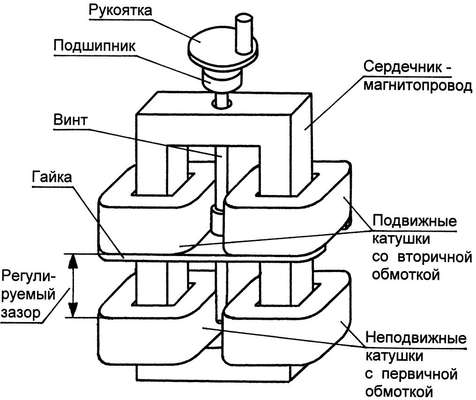 Рукоятка
Подшипник
Сердечник -
магнитопровод
Винт
Гайка
Подвижные
катушки
со вторичной
обмоткой
Регули-
руемый
зазор
Неподвижные
катушки
с первичной
обмоткой